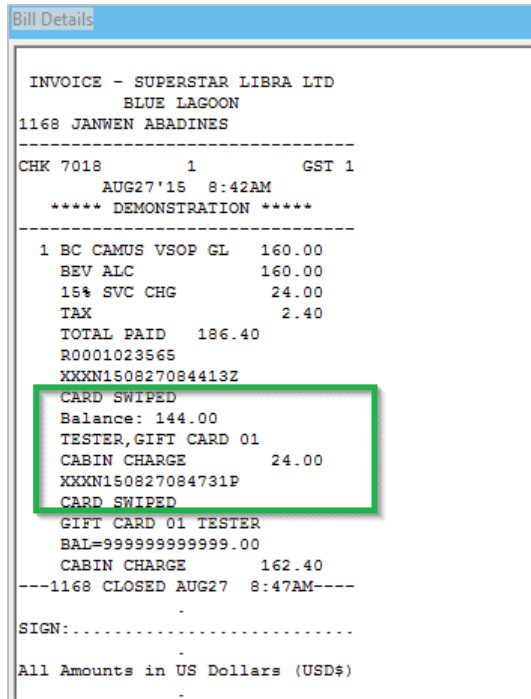 Bill Details
INVOICE - SUPERSTAR LIBRA LTD
BLUE LAGOON
1168 JANWEN ABADINES
---------------------------------
CHK 7018 1 GST 1
AUG27'15 8:42AM
***** DEMONSTRATION *****
---------------------------------
1 BC CAMUS VSOP GL 160.00
BEV ALC 160.00
15% SVC CHG 24.00
TAX 2.40
TOTAL PAID 186.40
R0001023565
XXXN150827084413Z
CARD SWIPED
Balance: 144.00
TESTER,GIFT CARD 01
CABIN CHARGE 24.00
XXXN150827084731P
CARD SWIPED
GIFT CARD 01 TESTER
BAL=999999999999.00
CABIN CHARGE 162.40
---1168 CLOSED AUG27 8:47AM----
.
SIGN:...........................
.
All Amounts in US Dollars (USD$)
.